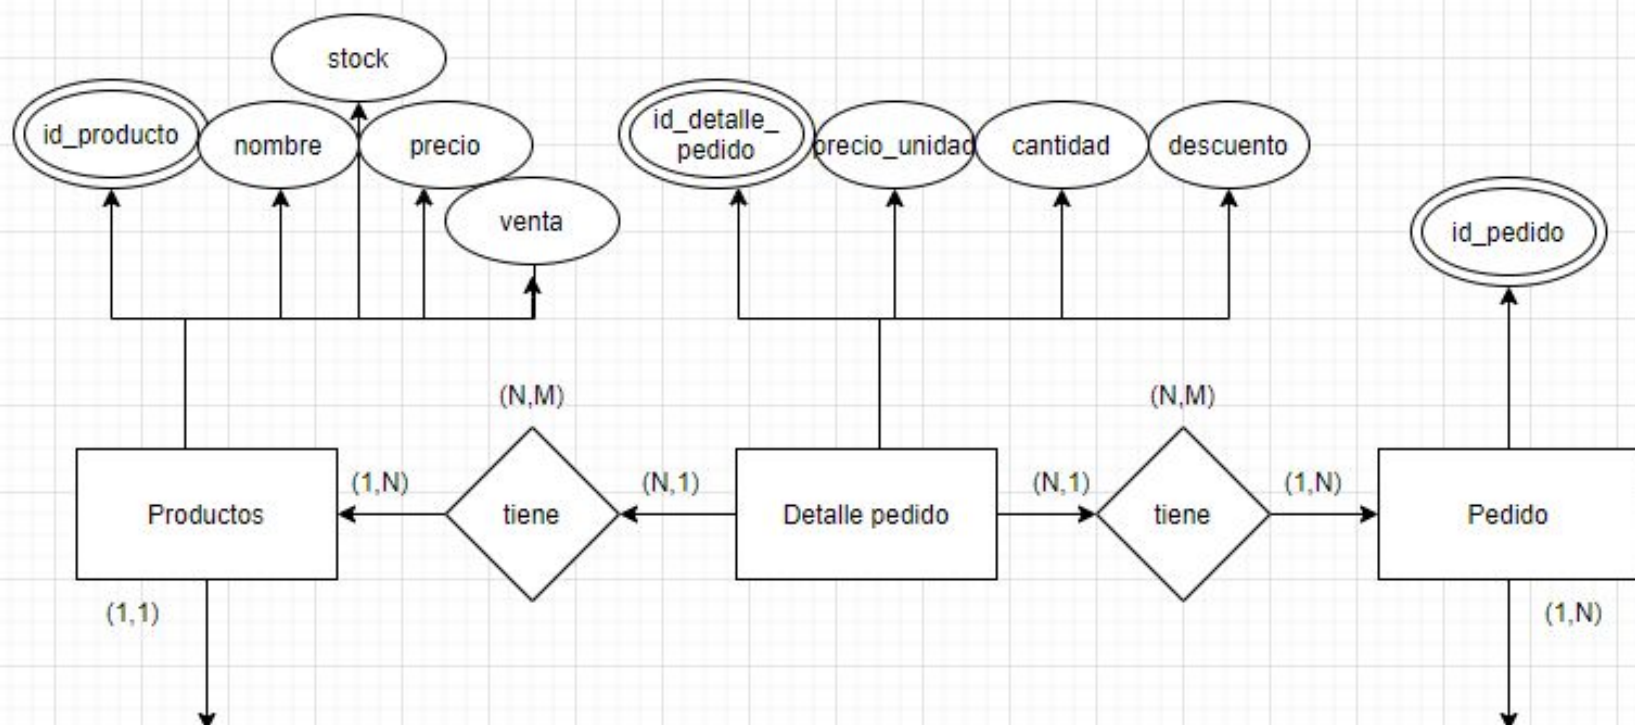 stock
id_producto
nombre
precio
venta
id_detalle_
pedido
precio_unidad
cantidad
descuento
id_pedido
(N,M)
(N,M)
(1,N)
(N,1)
(N,1)
(1,N)
Productos
tiene
Detalle pedido
tiene
Pedido
(1,1)
(1,N)